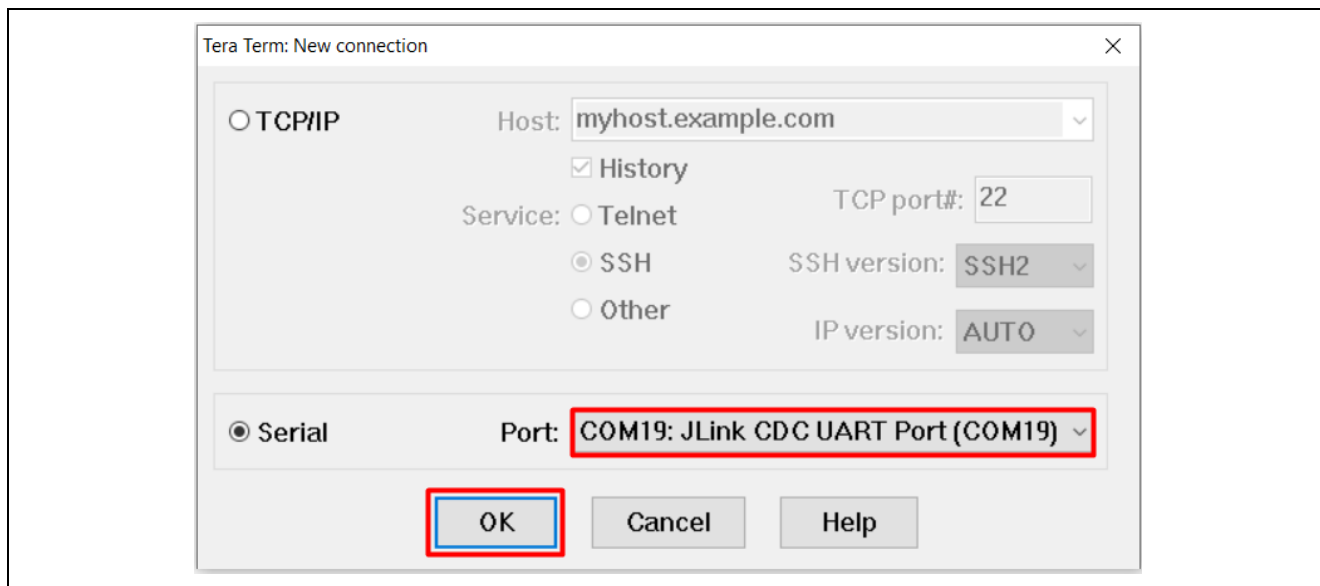 Tera Term: New connection
TCP/IP
Host: myhost.example.com
History
Service: Telnet
TCP port#: 22
SSH
SSH version: SSH2
Other
IP version: AUTO
Serial
Port: COM19: JLink CDC UART Port (COM19)
OK Cancel Help